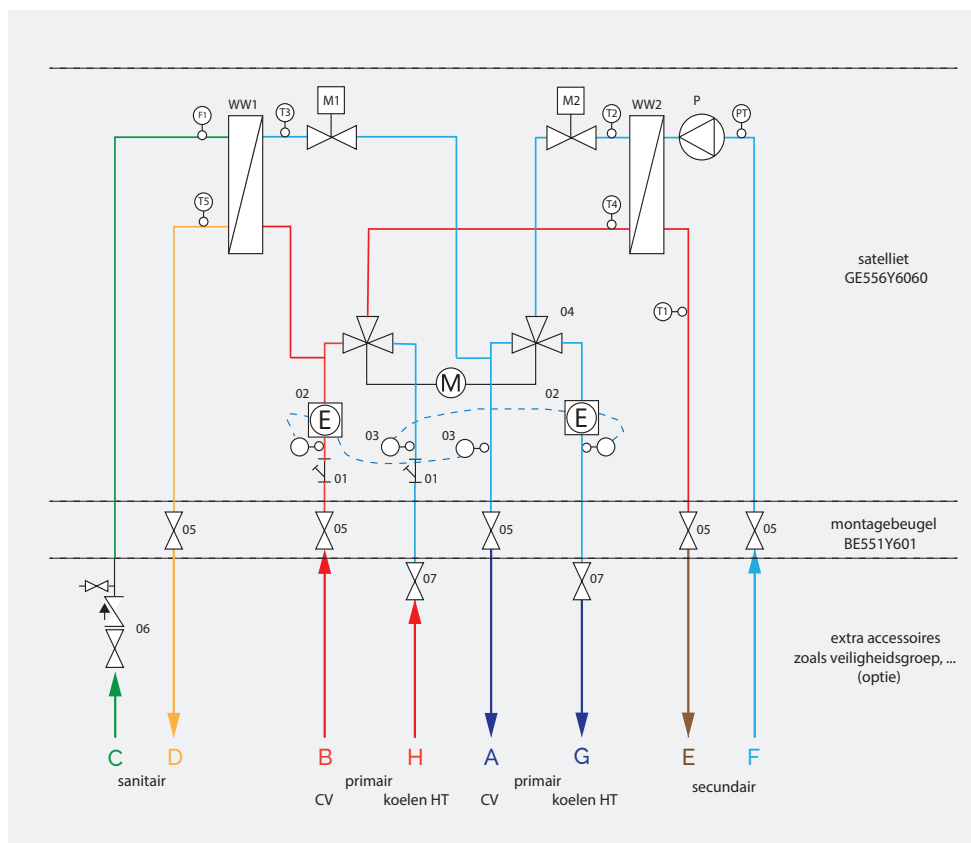 M1
M2
WW1
WW2
P
F1
T3
T2
PT
T5
T4
satelliet
GE556Y6060
T1
04
M
02
02
E
E
03
03
01
01
05
05
05
05
05
montagebeugel
BE551Y601
07
07
06
extra accessoires
zoals veiligheidsgroep, ...
(optie)
C
D
B
H
A
G
E
F
sanitair
primair
primair
secundair
CV
koelen HT
CV
koelen HT